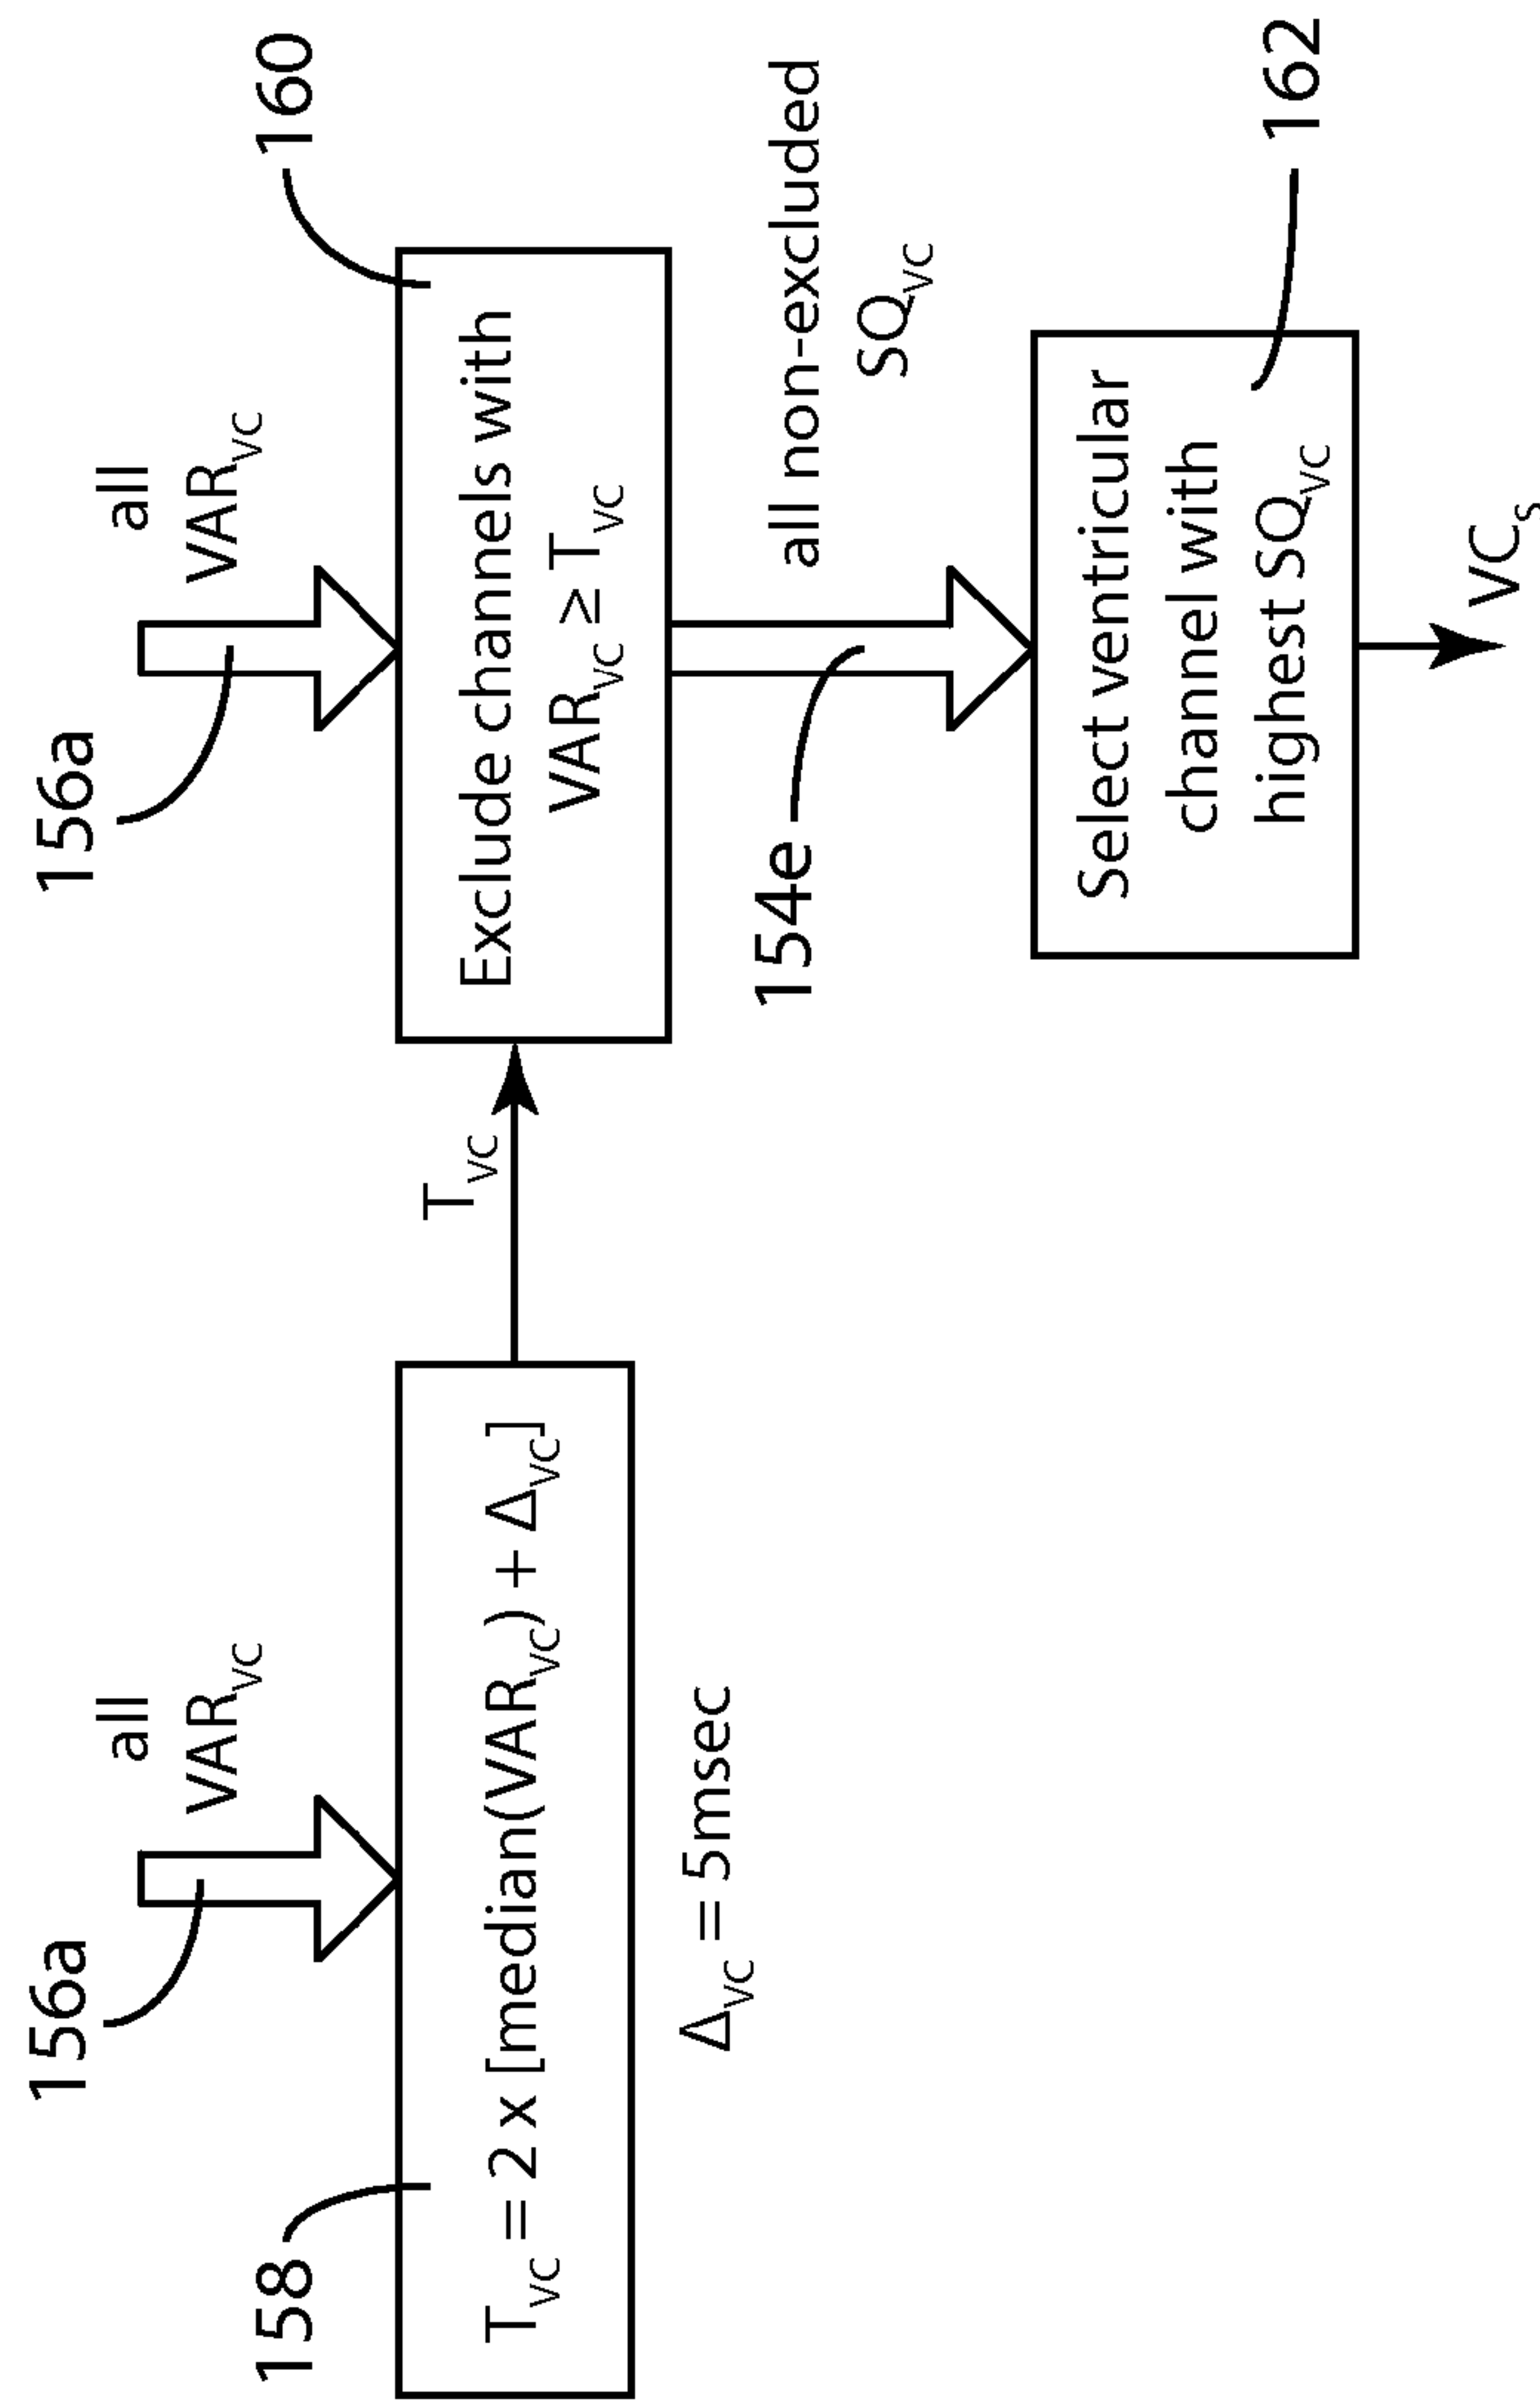 156a
all
VAR_VC
158
T_VC = 2 x [median(VAR_VC) + Δ_VC]
Δ_VC = 5msec
T_VC
156a
all
VAR_VC
160
Exclude channels with
VAR_VC ≥ T_VC
154e
all non-excluded
SQ_VC
Select ventricular
channel with
highest SQ_VC
162
VC_s